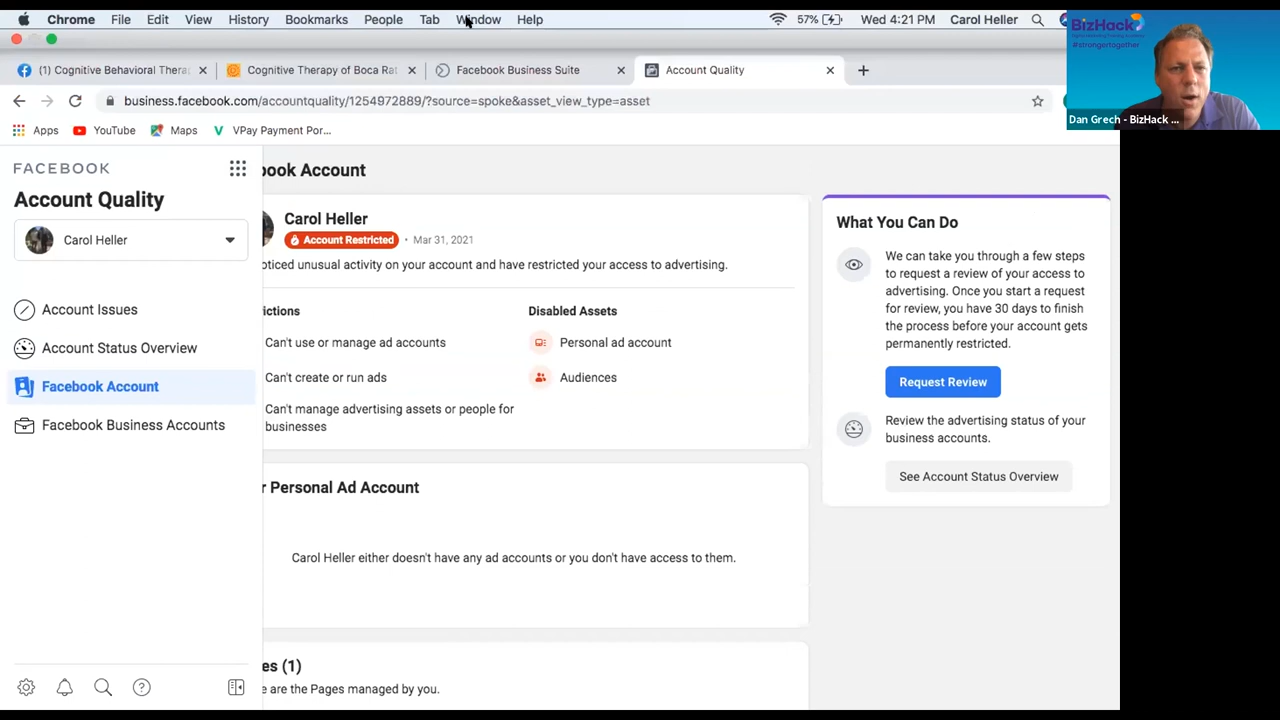 Chrome File Edit View History Bookmarks People Tab Window Help 57% Wed 4:21 PM Carol Heller
BizHack
#strongertogether
(1) Cognitive Behavioral Thera
Cognitive Therapy of Boca Rat
Facebook Business Suite
Account Quality
business.facebook.com/accountquality/1254972889/?source=spoke&asset_view_type=asset
Dan Grech - BizHack ...
Apps YouTube Maps VPay Payment Por...
FACEBOOK
Account Quality
Carol Heller
Account Issues
Account Status Overview
Facebook Account
Facebook Business Accounts
book Account
Carol Heller
Account Restricted • Mar 31, 2021
oticed unusual activity on your account and have restricted your access to advertising.
ictions
Can't use or manage ad accounts
Can't create or run ads
Can't manage advertising assets or people for
businesses
Disabled Assets
Personal ad account
Audiences
r Personal Ad Account
Carol Heller either doesn't have any ad accounts or you don't have access to them.
es (1)
e are the Pages managed by you.
What You Can Do
We can take you through a few steps
to request a review of your access to
advertising. Once you start a request
for review, you have 30 days to finish
the process before your account gets
permanently restricted.
Request Review
Review the advertising status of your
business accounts.
See Account Status Overview